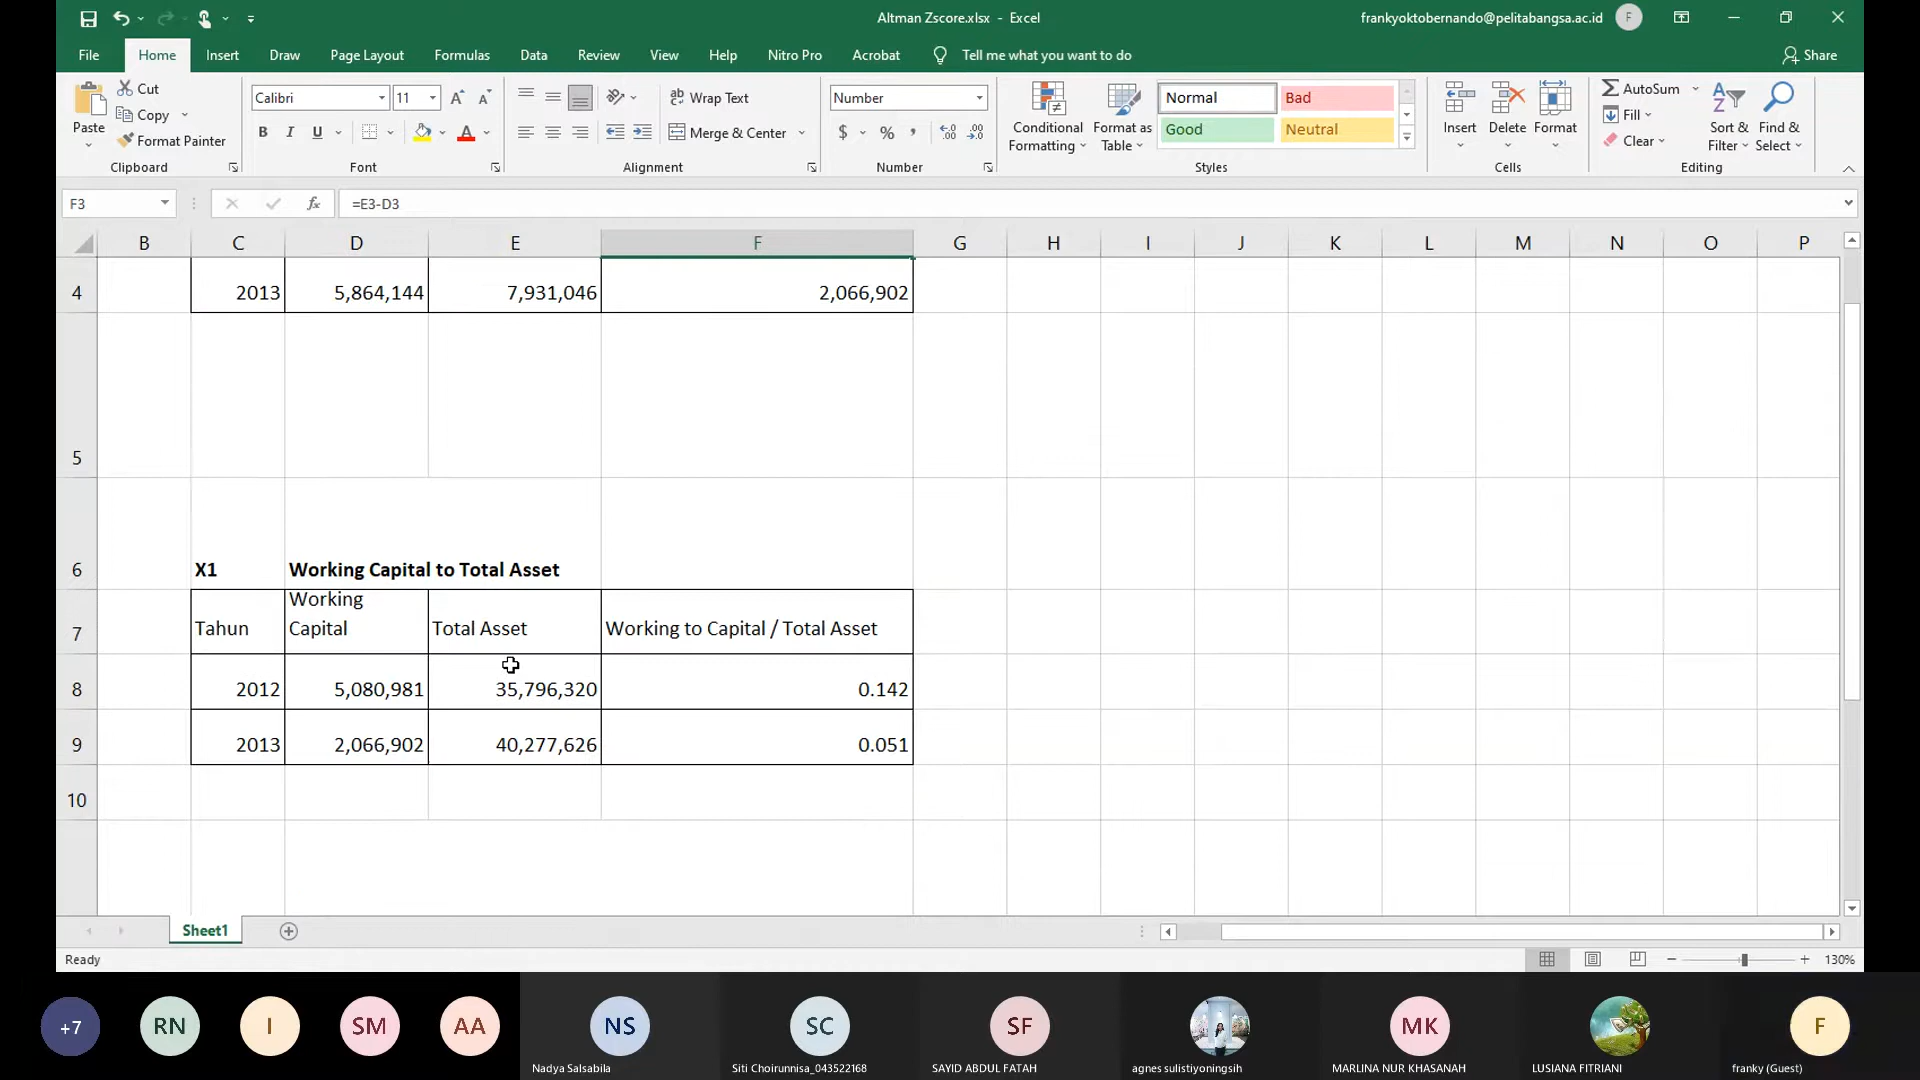 Altman Zscore.xlsx - Excel
frankyoktobernando@pelitabangsa.ac.id
F
File
Home
Insert
Draw
Page Layout
Formulas
Data
Review
View
Help
Nitro Pro
Acrobat
Tell me what you want to do
Share
Paste
Cut
Copy
Format Painter
Clipboard
Calibri
11
B I U
Font
Wrap Text
Merge & Center
Alignment
Number
$ % ,
Number
Conditional
Formatting
Format as
Table
Normal
Bad
Good
Neutral
Styles
Insert
Delete
Format
Cells
AutoSum
Fill
Clear
Sort &
Filter
Find &
Select
Editing
F3
fx
=E3-D3
B C D E F G H I J K L M N O P
4 2013 5,864,144 7,931,046 2,066,902
5
6 X1 Working Capital to Total Asset
7 Tahun Working
Capital Total Asset Working to Capital / Total Asset
8 2012 5,080,981 35,796,320 0.142
9 2013 2,066,902 40,277,626 0.051
10
Sheet1
Ready
130%
+7
RN
I
SM
AA
NS
Nadya Salsabila
SC
Siti Choirunnisa_043522168
SF
SAYID ABDUL FATAH
agnes sulistiyoningsih
MK
MARLINA NUR KHASANAH
LUSIANA FITRIANI
F
franky (Guest)